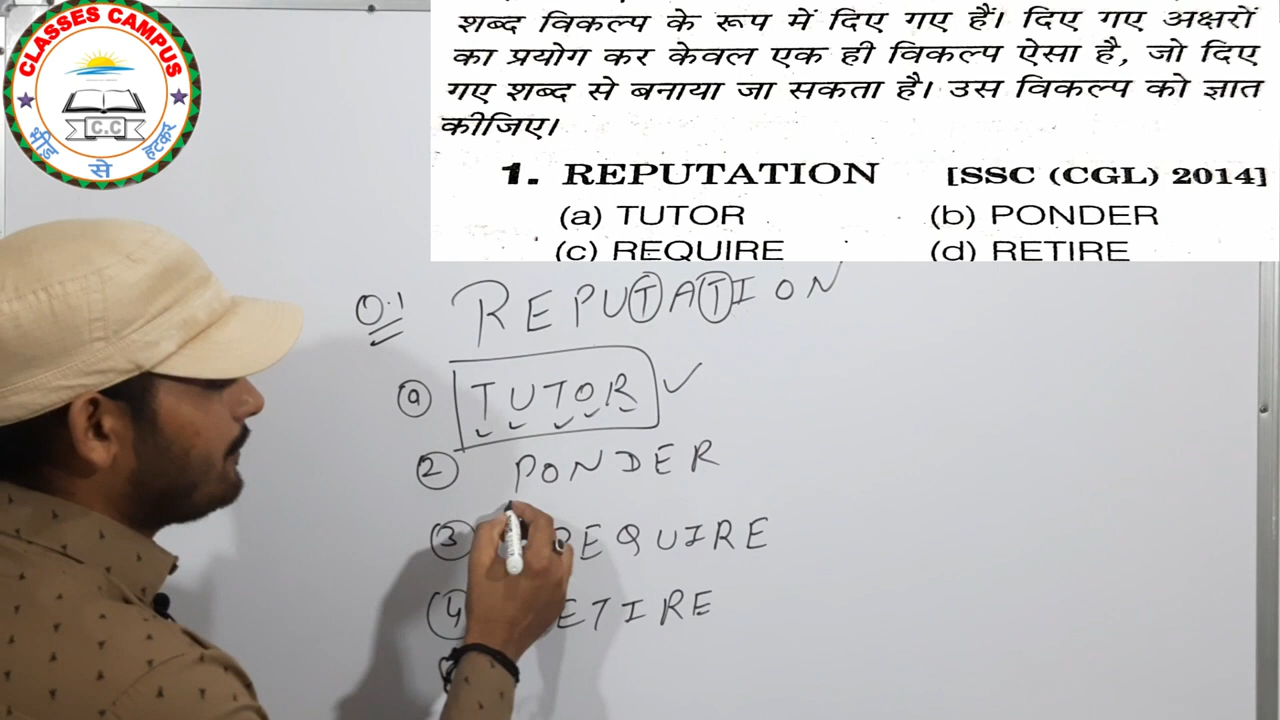 CLASSES CAMPUS
C.C
भीड़ से हटकर
शब्द विकल्प के रूप में दिए गए हैं। दिए गए अक्षरों
का प्रयोग कर केवल एक ही विकल्प ऐसा है, जो दिए
गए शब्द से बनाया जा सकता है। उस विकल्प को ज्ञात
कीजिए।
1. REPUTATION [SSC (CGL) 2014]
(a) TUTOR (b) PONDER
(c) REQUIRE (d) RETIRE
Q.1 REPUTATION
a TUTOR
2 PONDER
3 REQUIRE
4 ETIRE